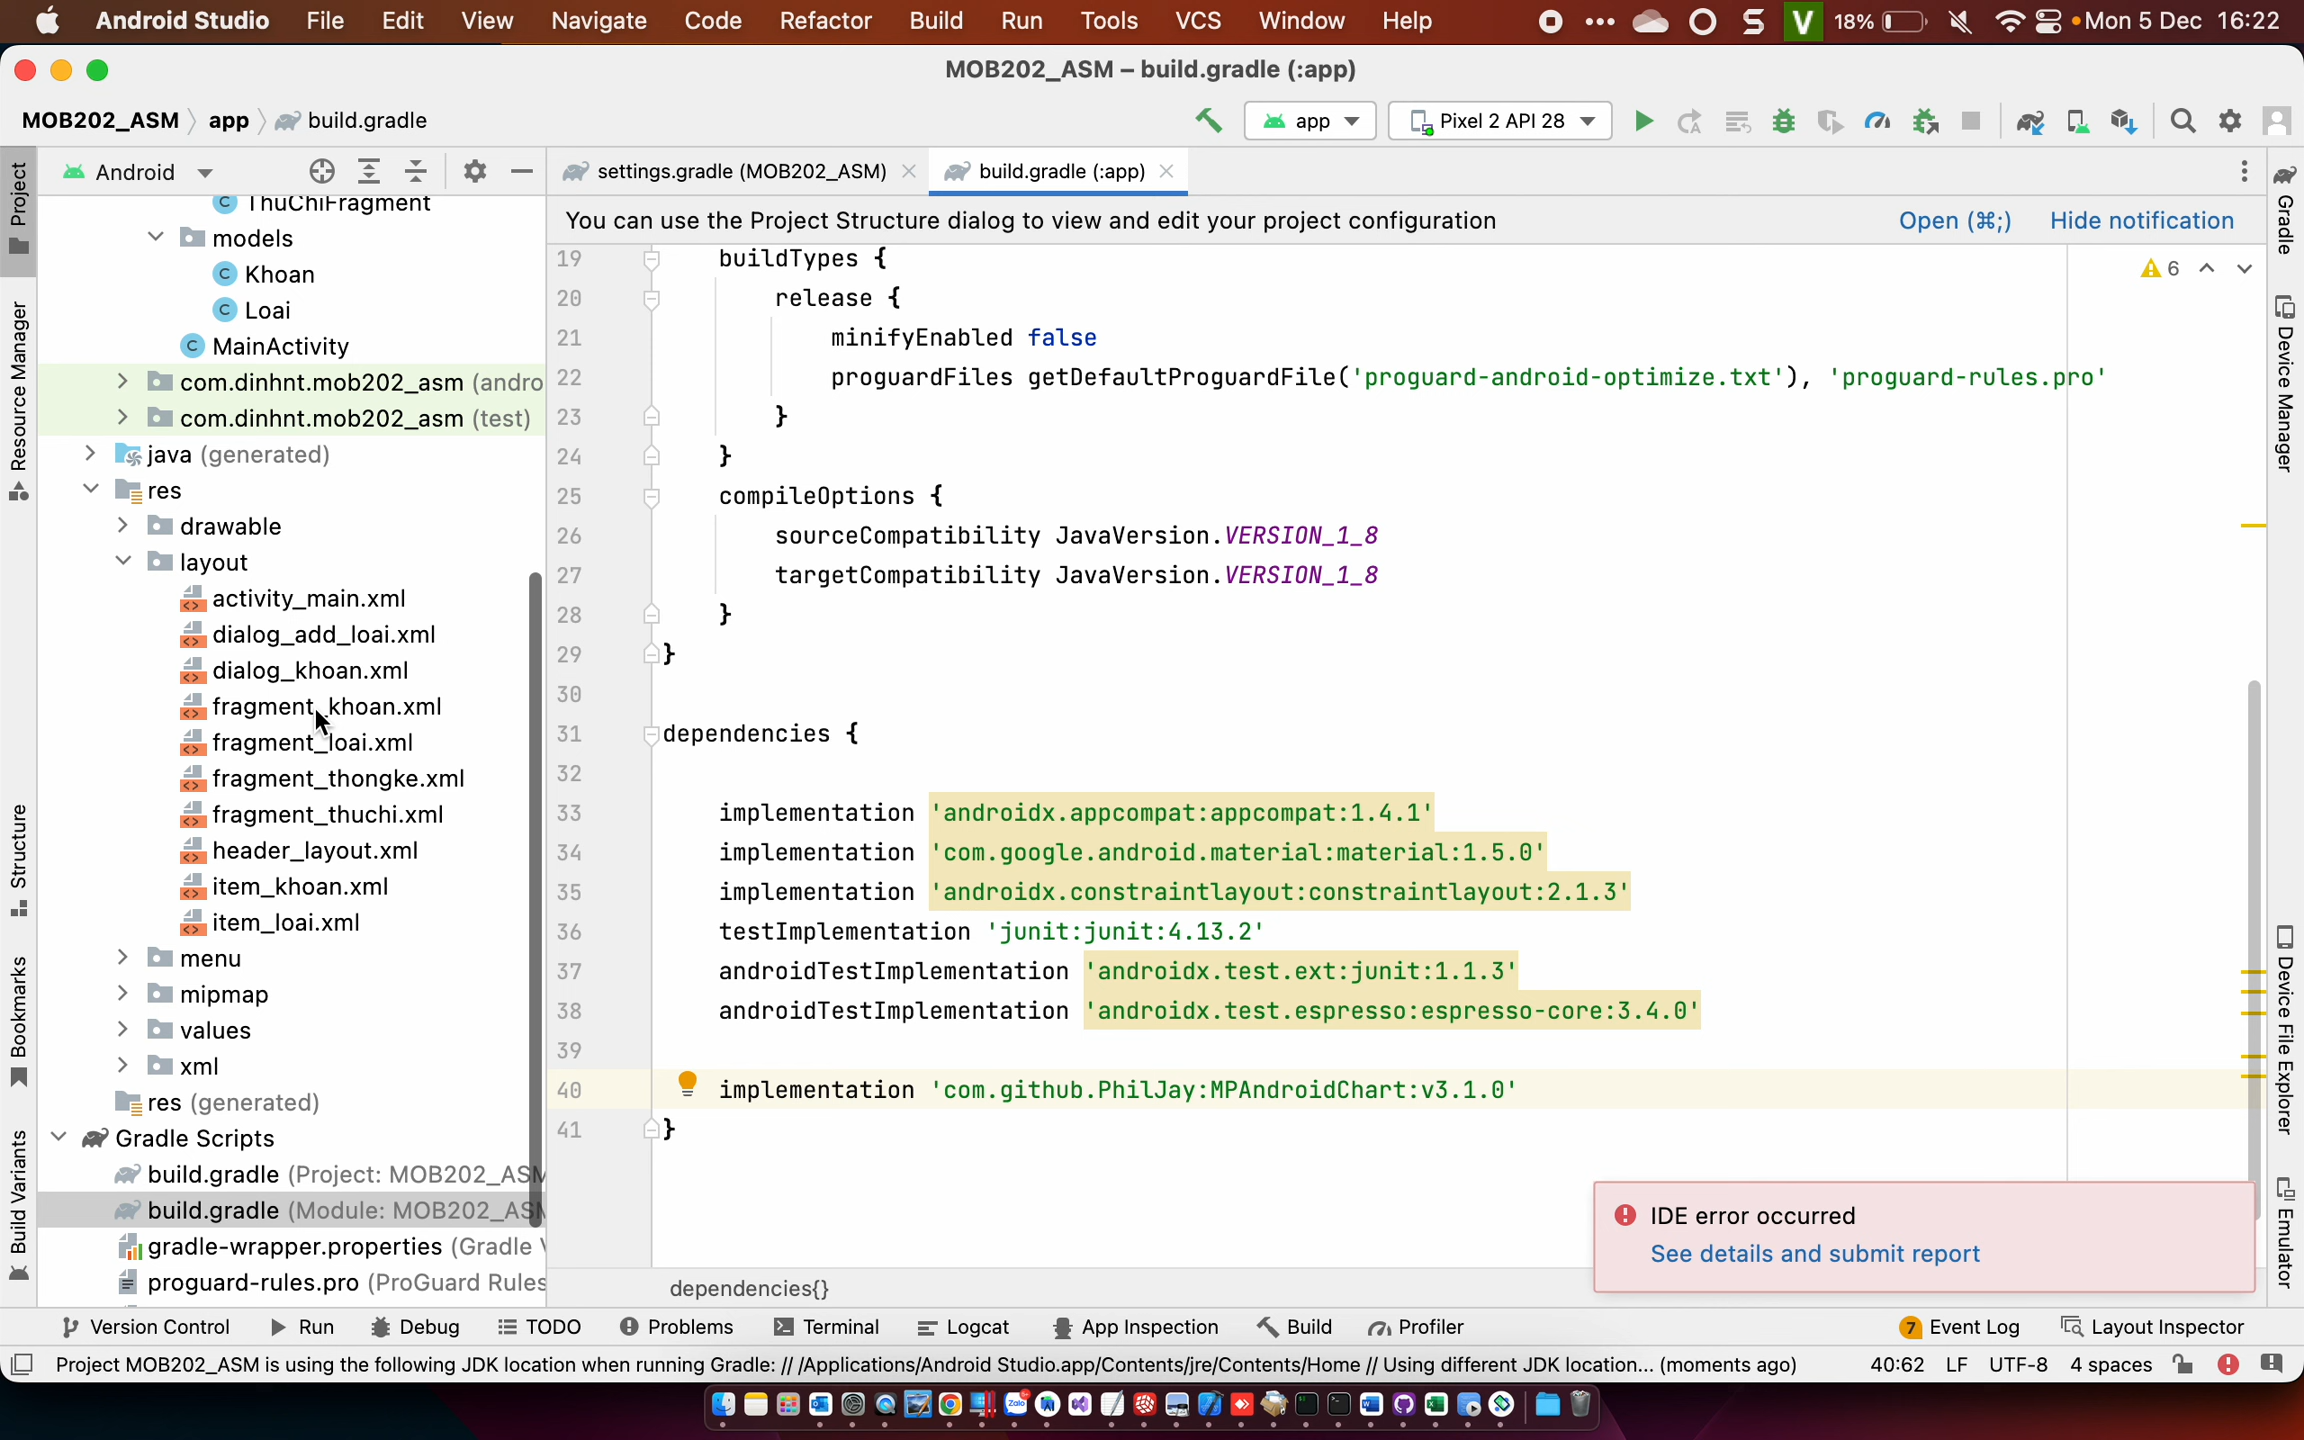 Android Studio File Edit View Navigate Code Refactor Build Run Tools VCS Window Help 18% Mon 5 Dec 16:22
MOB202_ASM – build.gradle (:app)
MOB202_ASM app build.gradle app Pixel 2 API 28
Android
settings.gradle (MOB202_ASM) build.gradle (:app)
You can use the Project Structure dialog to view and edit your project configuration Open (⌘;) Hide notification
Project
Resource Manager
Structure
Bookmarks
Build Variants
ThuChiFragment
models
Khoan
Loai
MainActivity
com.dinhnt.mob202_asm (andro
com.dinhnt.mob202_asm (test)
java (generated)
res
drawable
layout
activity_main.xml
dialog_add_loai.xml
dialog_khoan.xml
fragment_khoan.xml
fragment_loai.xml
fragment_thongke.xml
fragment_thuchi.xml
header_layout.xml
item_khoan.xml
item_loai.xml
menu
mipmap
values
xml
res (generated)
Gradle Scripts
build.gradle (Project: MOB202_ASM
build.gradle (Module: MOB202_ASM
gradle-wrapper.properties (Gradle V
proguard-rules.pro (ProGuard Rules
6
19 buildTypes {
20 release {
21 minifyEnabled false
22 proguardFiles getDefaultProguardFile('proguard-android-optimize.txt'), 'proguard-rules.pro'
23 }
24 }
25 compileOptions {
26 sourceCompatibility JavaVersion.VERSION_1_8
27 targetCompatibility JavaVersion.VERSION_1_8
28 }
29 }
30
31 dependencies {
32
33 implementation 'androidx.appcompat:appcompat:1.4.1'
34 implementation 'com.google.android.material:material:1.5.0'
35 implementation 'androidx.constraintlayout:constraintlayout:2.1.3'
36 testImplementation 'junit:junit:4.13.2'
37 androidTestImplementation 'androidx.test.ext:junit:1.1.3'
38 androidTestImplementation 'androidx.test.espresso:espresso-core:3.4.0'
39
40 implementation 'com.github.PhilJay:MPAndroidChart:v3.1.0'
41 }
dependencies{}
IDE error occurred
See details and submit report
Gradle
Device Manager
Device File Explorer
Emulator
Version Control Run Debug TODO Problems Terminal Logcat App Inspection Build Profiler 7 Event Log Layout Inspector
Project MOB202_ASM is using the following JDK location when running Gradle: // /Applications/Android Studio.app/Contents/jre/Contents/Home // Using different JDK location... (moments ago) 40:62 LF UTF-8 4 spaces